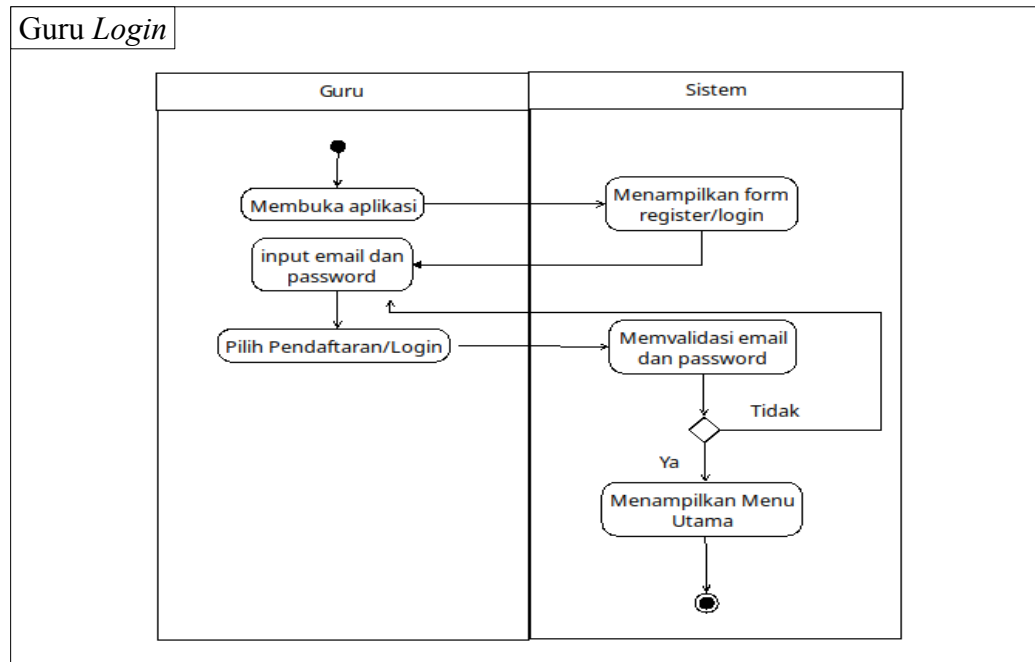 Guru Login
Guru
Sistem
Membuka aplikasi
Menampilkan form
register/login
input email dan
password
Pilih Pendaftaran/Login
Memvalidasi email
dan password
Tidak
Ya
Menampilkan Menu
Utama